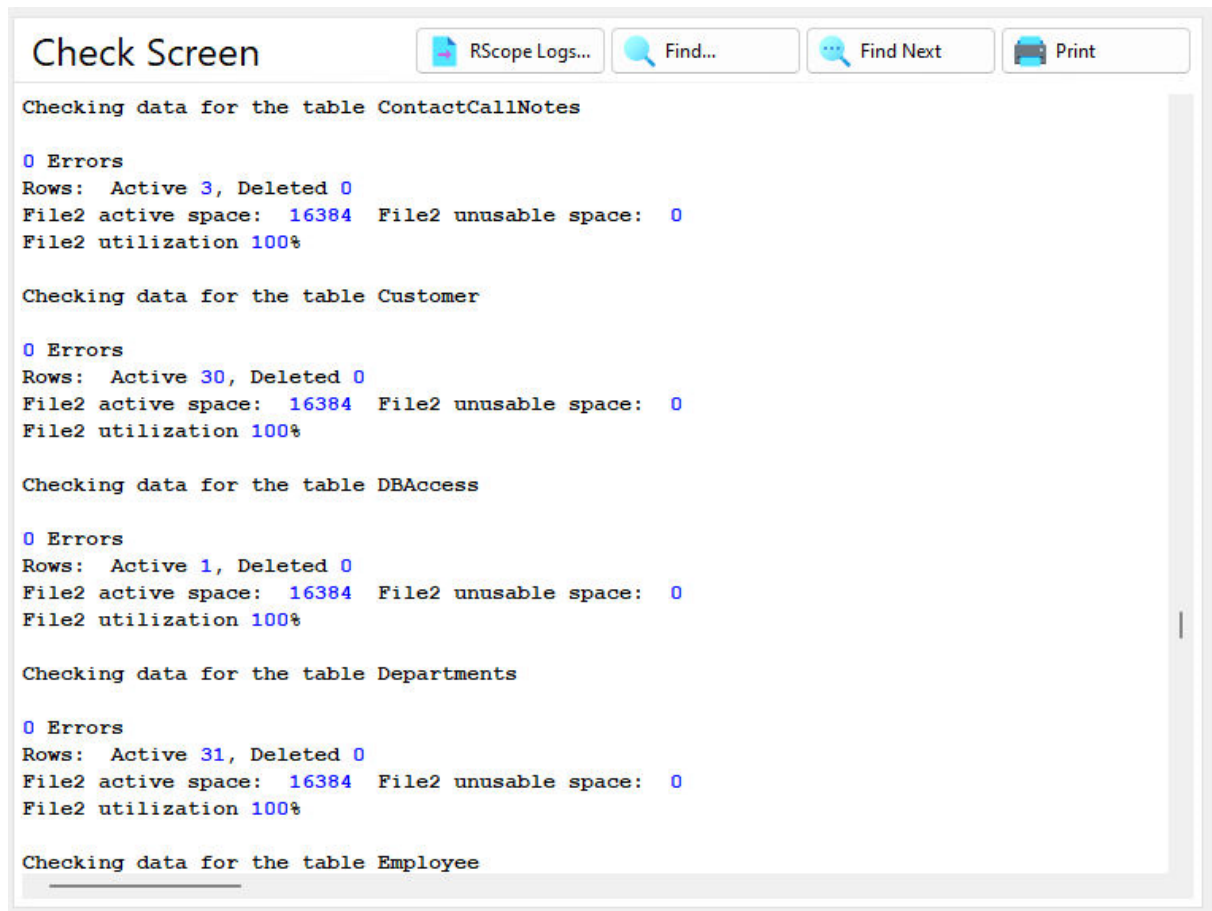 Check Screen
RScope Logs...
Find...
Find Next
Print
Checking data for the table ContactCallNotes
0 Errors
Rows:  Active 3, Deleted 0
File2 active space:  16384  File2 unusable space:  0
File2 utilization 100%
Checking data for the table Customer
0 Errors
Rows:  Active 30, Deleted 0
File2 active space:  16384  File2 unusable space:  0
File2 utilization 100%
Checking data for the table DBAccess
0 Errors
Rows:  Active 1, Deleted 0
File2 active space:  16384  File2 unusable space:  0
File2 utilization 100%
Checking data for the table Departments
0 Errors
Rows:  Active 31, Deleted 0
File2 active space:  16384  File2 unusable space:  0
File2 utilization 100%
Checking data for the table Employee